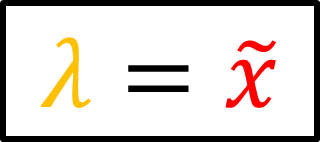 λ = x̃